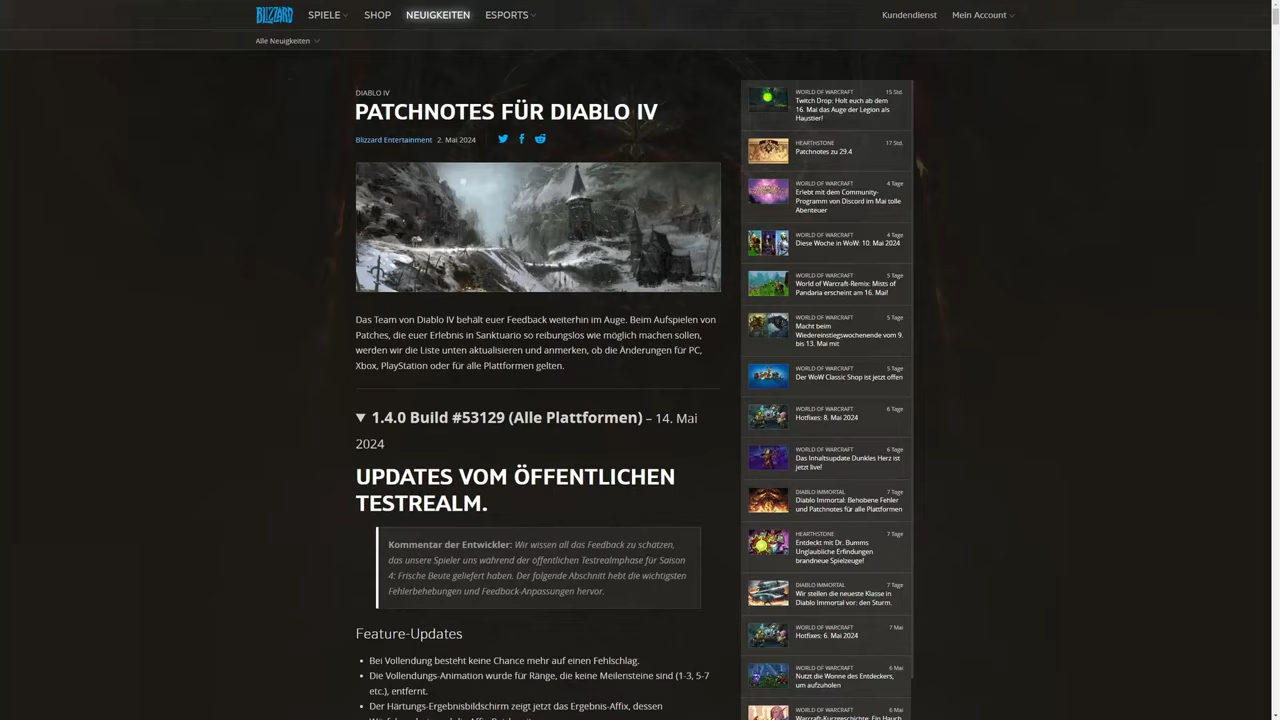 BLIZZARD SPIELE SHOP NEUIGKEITEN ESPORTS Kundendienst Mein Account
Alle Neuigkeiten
DIABLO IV
PATCHNOTES FÜR DIABLO IV
Blizzard Entertainment 2. Mai 2024
Das Team von Diablo IV behält euer Feedback weiterhin im Auge. Beim Aufspielen von
Patches, die euer Erlebnis in Sanktuario so reibungslos wie möglich machen sollen,
werden wir die Liste unten aktualisieren und anmerken, ob die Änderungen für PC,
Xbox, PlayStation oder für alle Plattformen gelten.
1.4.0 Build #53129 (Alle Plattformen) – 14. Mai
2024
UPDATES VOM ÖFFENTLICHEN
TESTREALM.
Kommentar der Entwickler: Wir wissen all das Feedback zu schätzen,
das unsere Spieler uns während der öffentlichen Testrealmphase für Saison
4: Frische Beute geliefert haben. Der folgende Abschnitt hebt die wichtigsten
Fehlerbehebungen und Feedback-Anpassungen hervor.
Feature-Updates
Bei Vollendung besteht keine Chance mehr auf einen Fehlschlag.
Die Vollendungs-Animation wurde für Ränge, die keine Meilensteine sind (1-3, 5-7
etc.), entfernt.
Der Härtungs-Ergebnisbildschirm zeigt jetzt das Ergebnis-Affix, dessen
WORLD OF WARCRAFT 15 Std.
Twitch Drop: Holt euch ab dem
16. Mai das Auge der Legion als
Haustier!
HEARTHSTONE 17 Std.
Patchnotes zu 29.4
WORLD OF WARCRAFT 4 Tage
Erlebt mit dem Community-
Programm von Discord im Mai tolle
Abenteuer
WORLD OF WARCRAFT 4 Tage
Diese Woche in WoW: 10. Mai 2024
WORLD OF WARCRAFT 5 Tage
World of Warcraft-Remix: Mists of
Pandaria erscheint am 16. Mai!
WORLD OF WARCRAFT 5 Tage
Macht beim
Wiedereinstiegswochenende vom 9.
bis 13. Mai mit
WORLD OF WARCRAFT 5 Tage
Der WoW Classic Shop ist jetzt offen
WORLD OF WARCRAFT 6 Tage
Hotfixes: 8. Mai 2024
WORLD OF WARCRAFT 6 Tage
Das Inhaltsupdate Dunkles Herz ist
jetzt live!
DIABLO IMMORTAL 7 Tage
Diablo Immortal: Behobene Fehler
und Patchnotes für alle Plattformen
HEARTHSTONE 7 Tage
Entdeckt mit Dr. Bumms
Unglaubliche Erfindungen
brandneue Spielzeuge!
DIABLO IMMORTAL 7 Tage
Wir stellen die neueste Klasse in
Diablo Immortal vor: den Sturm.
WORLD OF WARCRAFT 7 Mai
Hotfixes: 6. Mai 2024
WORLD OF WARCRAFT 6 Mai
Nutzt die Wonne des Entdeckers,
um aufzuholen
WORLD OF WARCRAFT 6 Mai
Warcraft-Kurzgeschichte: Ein Hauch